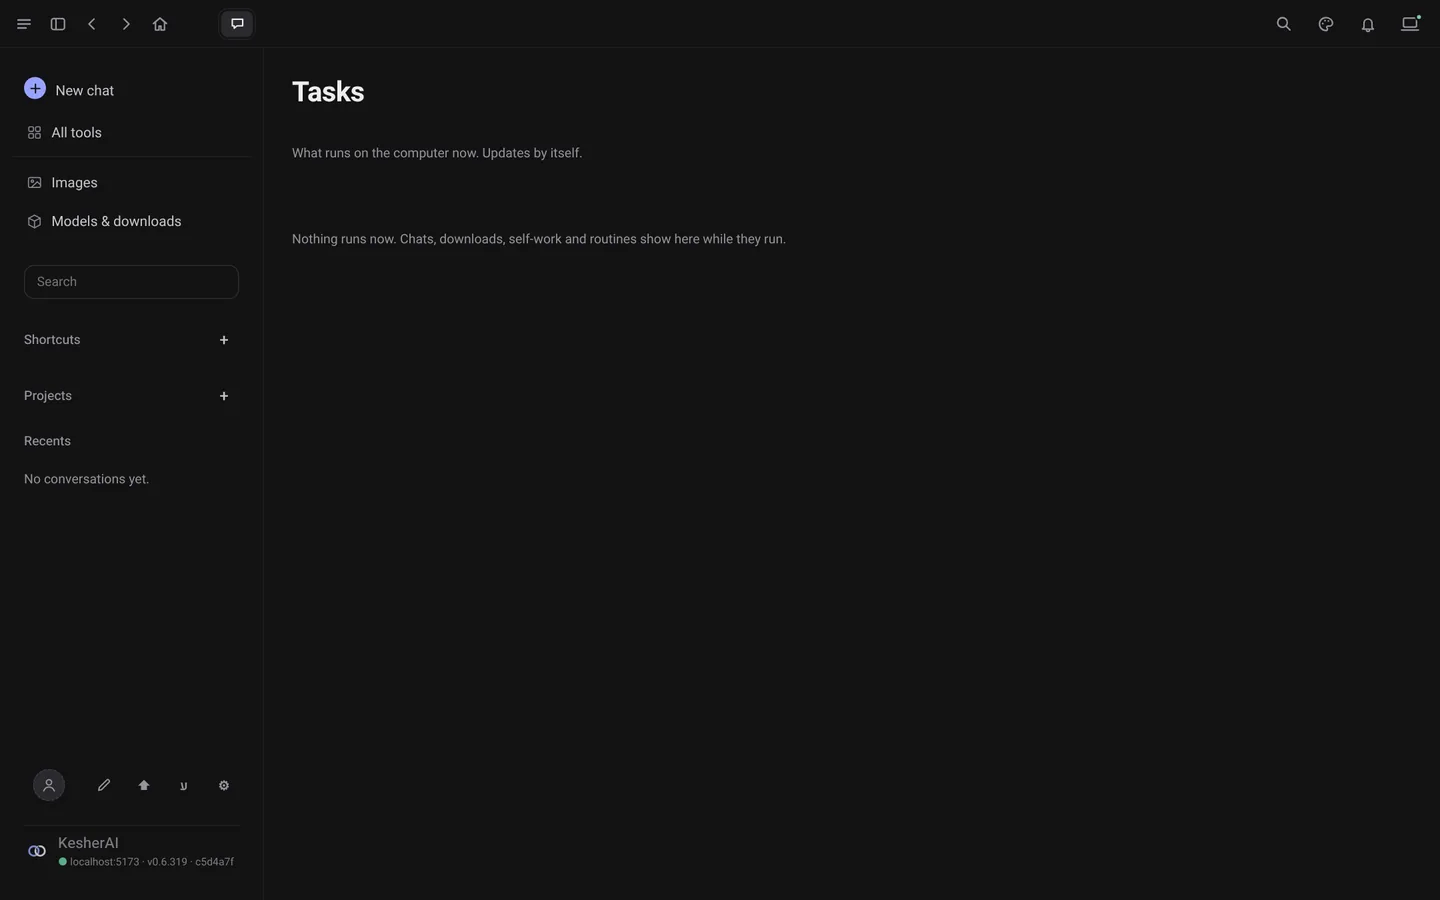 New chat
All tools
Images
Models & downloads
Search
Shortcuts
Projects
Recents
No conversations yet.
ע
KesherAI
localhost:5173 · v0.6.319 · c5d4a7f
Tasks
What runs on the computer now. Updates by itself.
Nothing runs now. Chats, downloads, self-work and routines show here while they run.